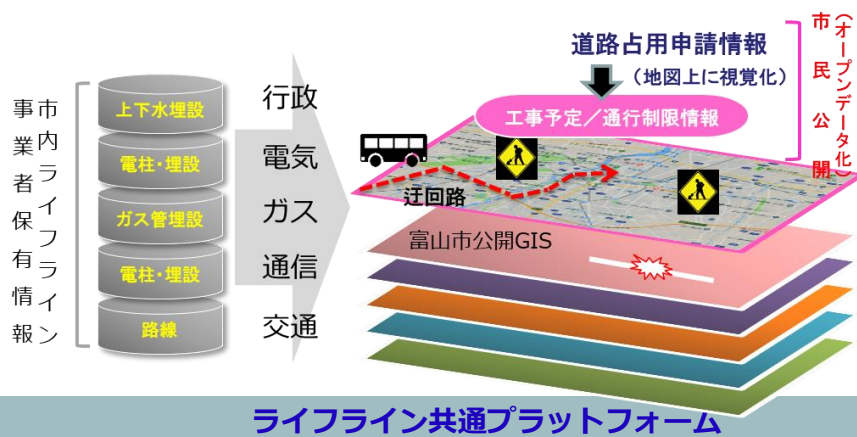 市内ライフライン
事業者保有情報
上下水埋設
電柱・埋設
ガス管埋設
電柱・埋設
路線
行政
電気
ガス
通信
交通
道路占用申請情報
（地図上に視覚化）
工事予定／通行制限情報
市民公開
（オープンデータ化）
迂回路
富山市公開GIS
ライフライン共通プラットフォーム